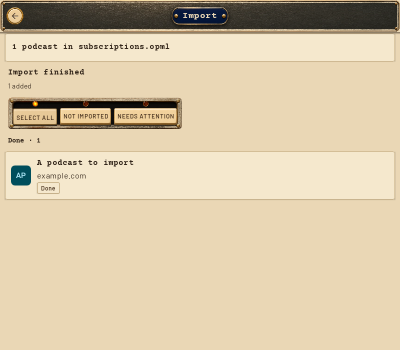 Import
1 podcast in subscriptions.opml
Import finished
1 added
SELECT ALL
NOT IMPORTED
NEEDS ATTENTION
Done · 1
AP
A podcast to import
example.com
Done